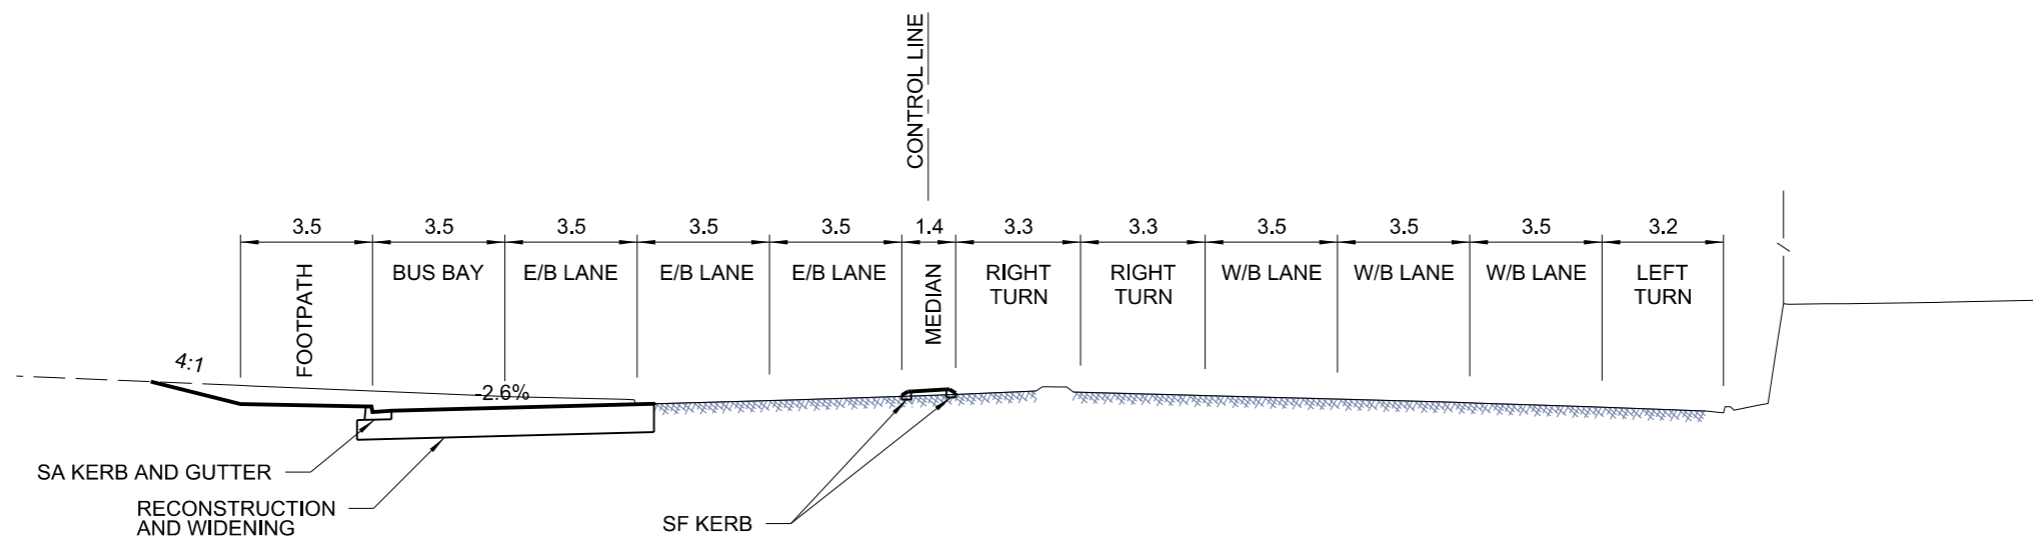 CONTROL LINE
3.5
3.5
3.5
3.5
3.5
1.4
3.3
3.3
3.5
3.5
3.5
3.2
FOOTPATH
BUS BAY
E/B LANE
E/B LANE
E/B LANE
MEDIAN
RIGHT
TURN
RIGHT
TURN
W/B LANE
W/B LANE
W/B LANE
LEFT
TURN
4:1
-2.6%
SA KERB AND GUTTER
RECONSTRUCTION
AND WIDENING
SF KERB